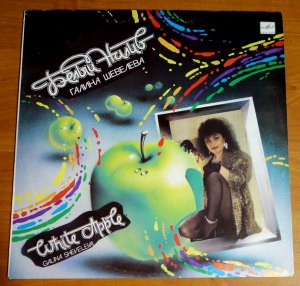 Белый Налив
ГАЛИНА ШЕВЕЛЕВА
White Apple
GALINA SHEVELEVA